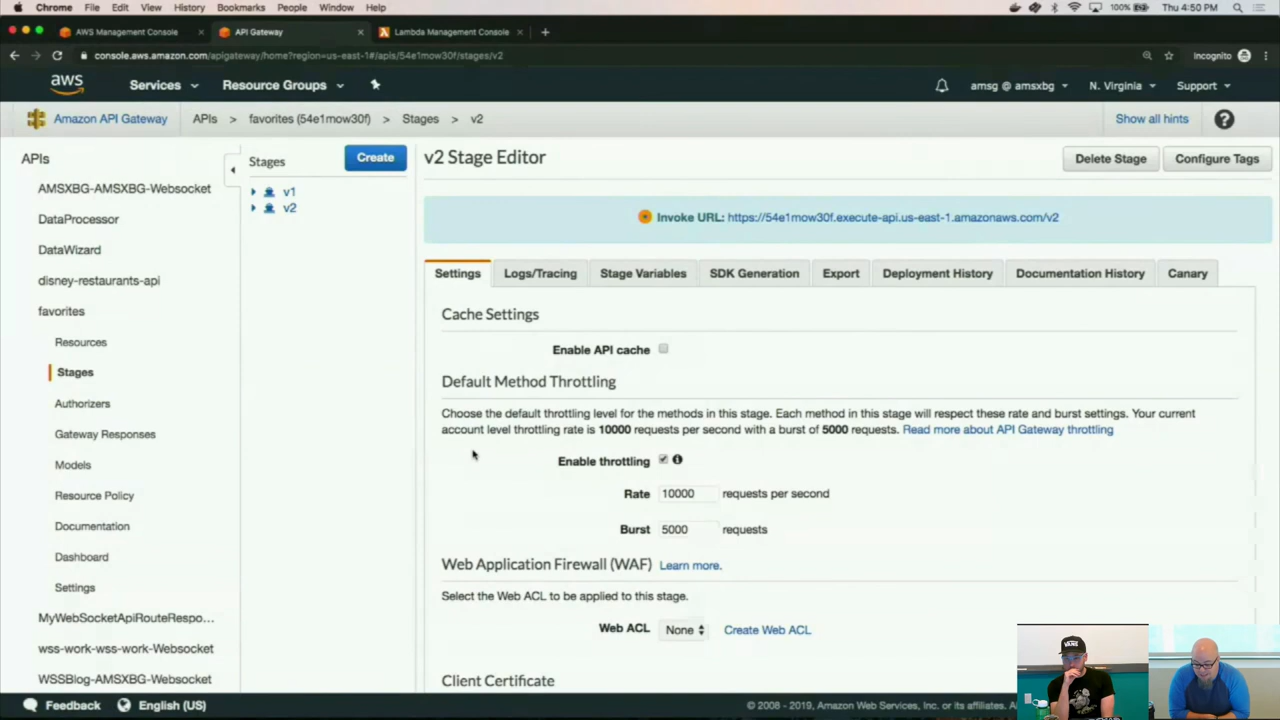 Chrome File Edit View History Bookmarks People Window Help 100% Thu 4:50 PM
AWS Management Console API Gateway Lambda Management Console
console.aws.amazon.com/apigateway/home?region=us-east-1#/apis/54e1mow30f/stages/v2 Incognito
aws Services Resource Groups amsg @ amsxbg N. Virginia Support
Amazon API Gateway APIs > favorites (54e1mow30f) > Stages > v2 Show all hints ?
APIs
AMSXBG-AMSXBG-Websocket
DataProcessor
DataWizard
disney-restaurants-api
favorites
Resources
Stages
Authorizers
Gateway Responses
Models
Resource Policy
Documentation
Dashboard
Settings
MyWebSocketApiRouteRespo...
wss-work-wss-work-Websocket
WSSBlog-AMSXBG-Websocket
Stages Create
v1
v2
v2 Stage Editor Delete Stage Configure Tags
Invoke URL: https://54e1mow30f.execute-api.us-east-1.amazonaws.com/v2
Settings Logs/Tracing Stage Variables SDK Generation Export Deployment History Documentation History Canary
Cache Settings
Enable API cache
Default Method Throttling
Choose the default throttling level for the methods in this stage. Each method in this stage will respect these rate and burst settings. Your current
account level throttling rate is 10000 requests per second with a burst of 5000 requests. Read more about API Gateway throttling
Enable throttling
Rate 10000 requests per second
Burst 5000 requests
Web Application Firewall (WAF) Learn more.
Select the Web ACL to be applied to this stage.
Web ACL None Create Web ACL
Client Certificate
VANS
Feedback English (US) © 2008 - 2019, Amazon Web Services, Inc. or its affiliates.